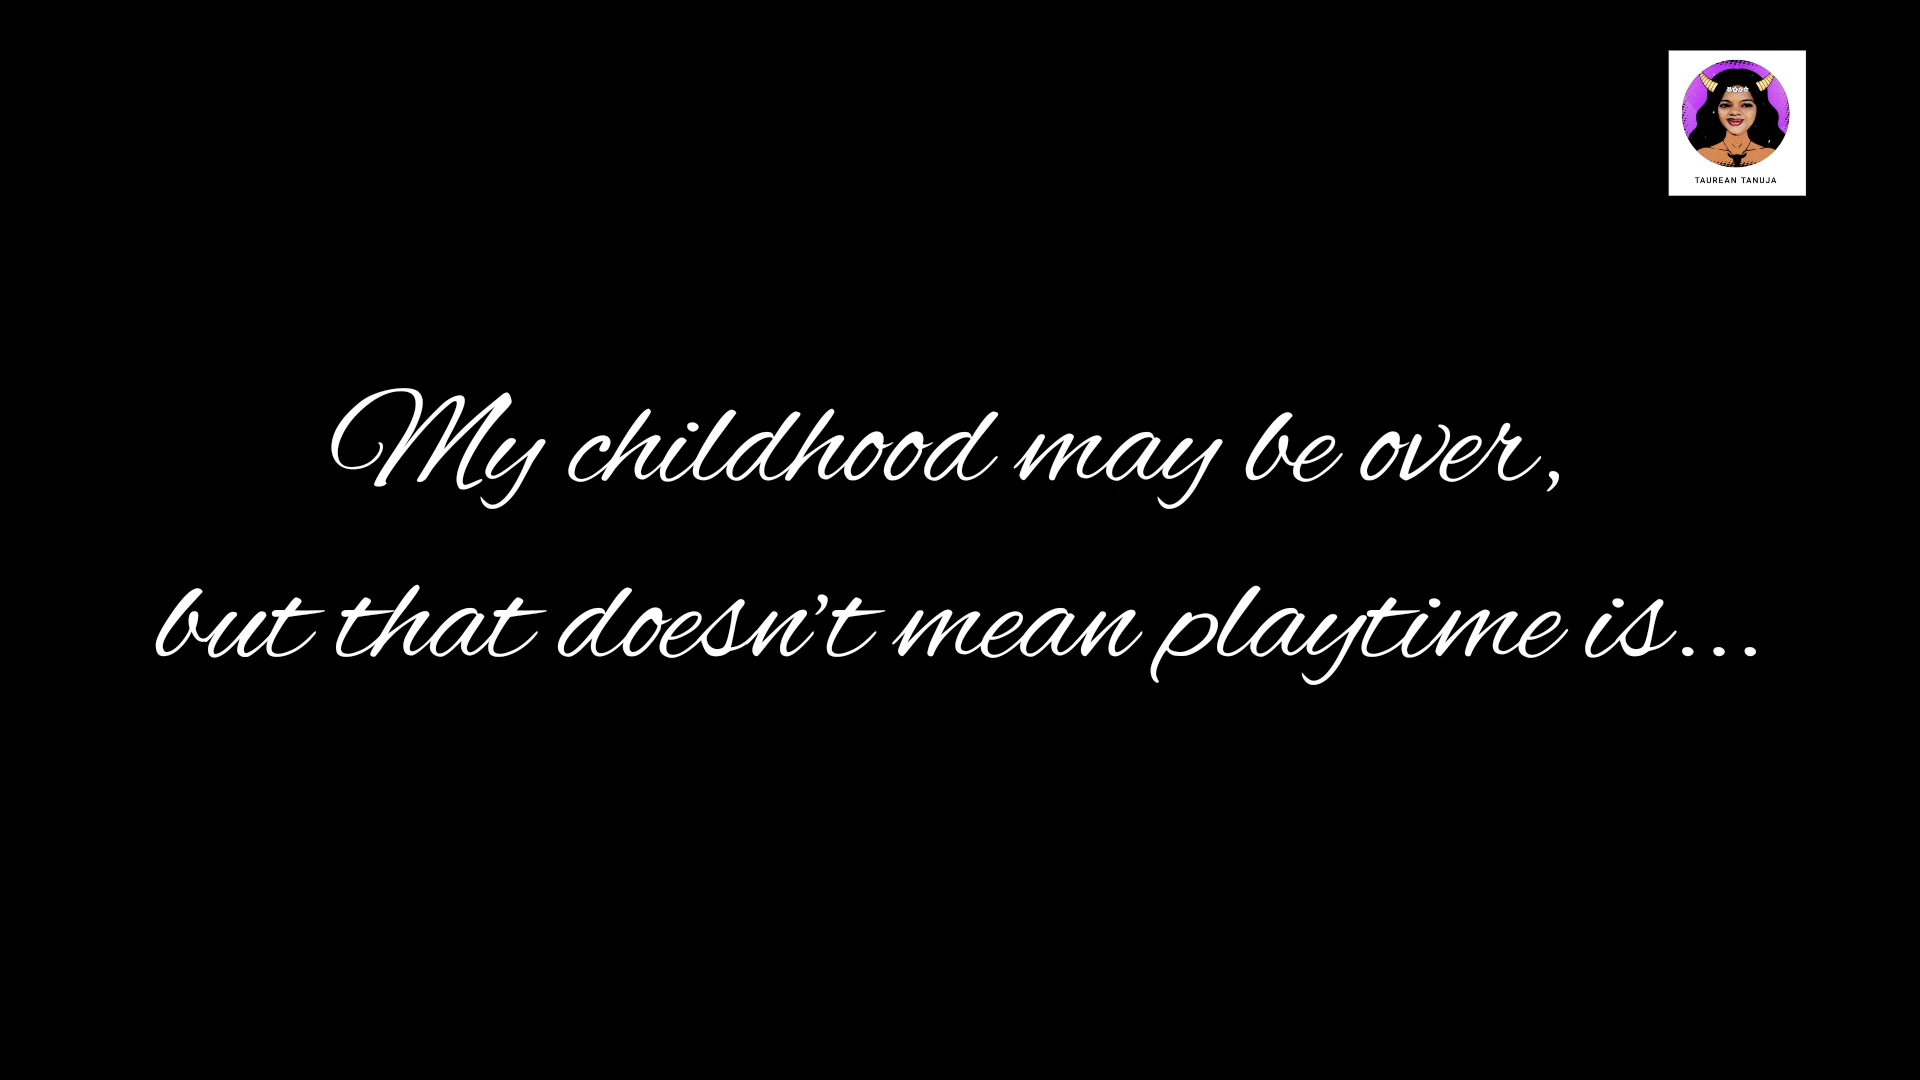 TAUREAN TANUJA
My childhood may be over,
but that doesn't mean playtime is...